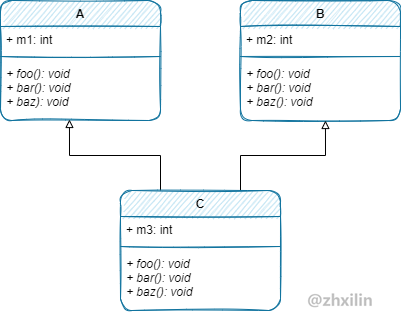 A
+ m1: int
+ foo(): void
+ bar(): void
+ baz): void
B
+ m2: int
+ foo(): void
+ bar(): void
+ baz(): void
C
+ m3: int
+ foo(): void
+ bar(): void
+ baz(): void
@zhxilin